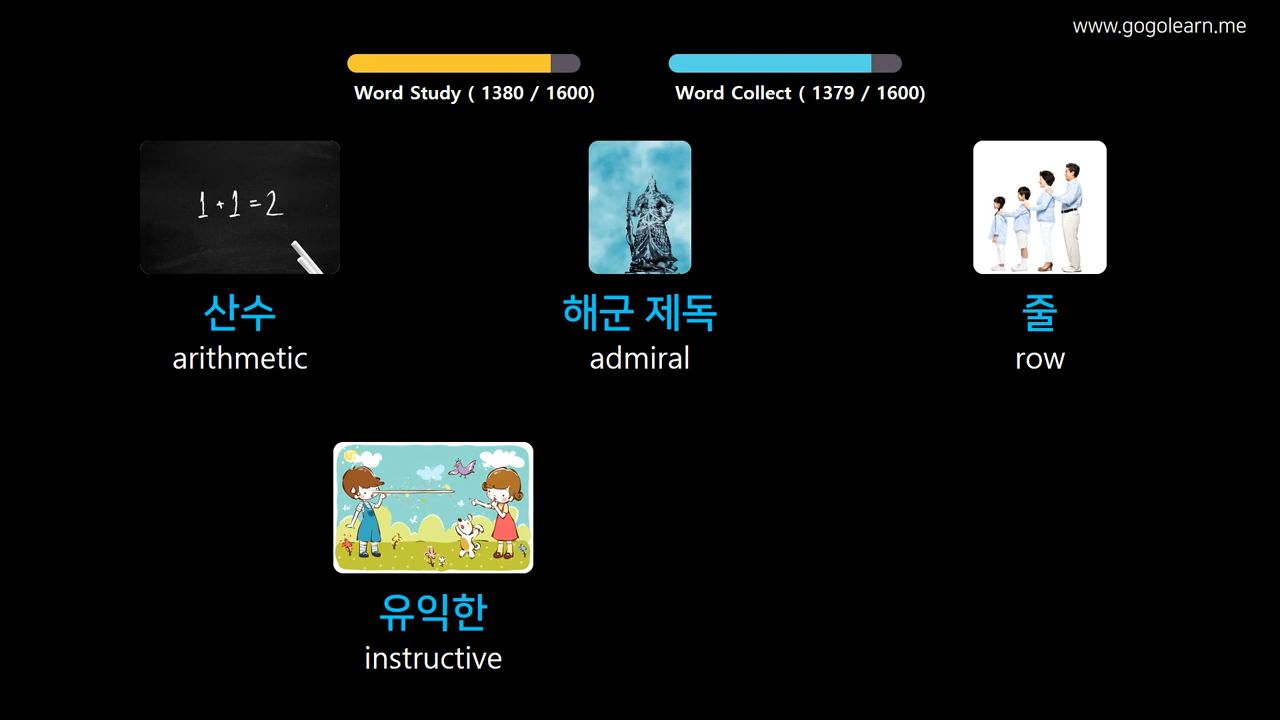 www.gogolearn.me
Word Study ( 1380 / 1600)
Word Collect ( 1379 / 1600)
1+1=2
산수
arithmetic
해군 제독
admiral
줄
row
유익한
instructive